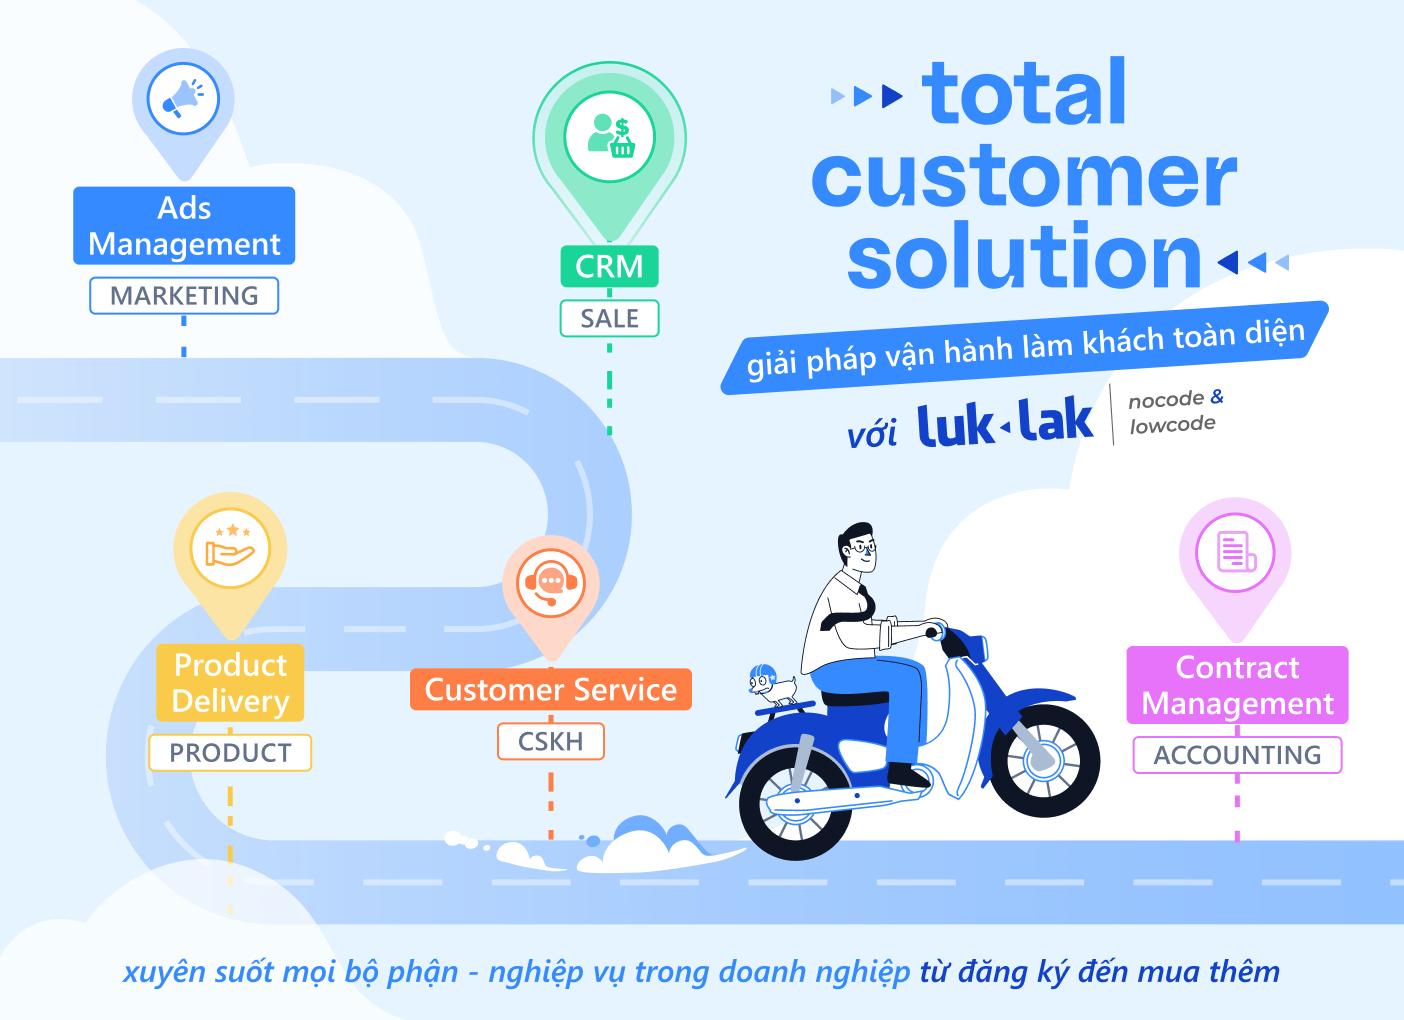 total
customer
solution
giải pháp vận hành làm khách toàn diện
với luk lak
nocode &
lowcode
Ads
Management
MARKETING
CRM
SALE
Product
Delivery
PRODUCT
Customer Service
CSKH
Contract
Management
ACCOUNTING
xuyên suốt mọi bộ phận - nghiệp vụ trong doanh nghiệp từ đăng ký đến mua thêm